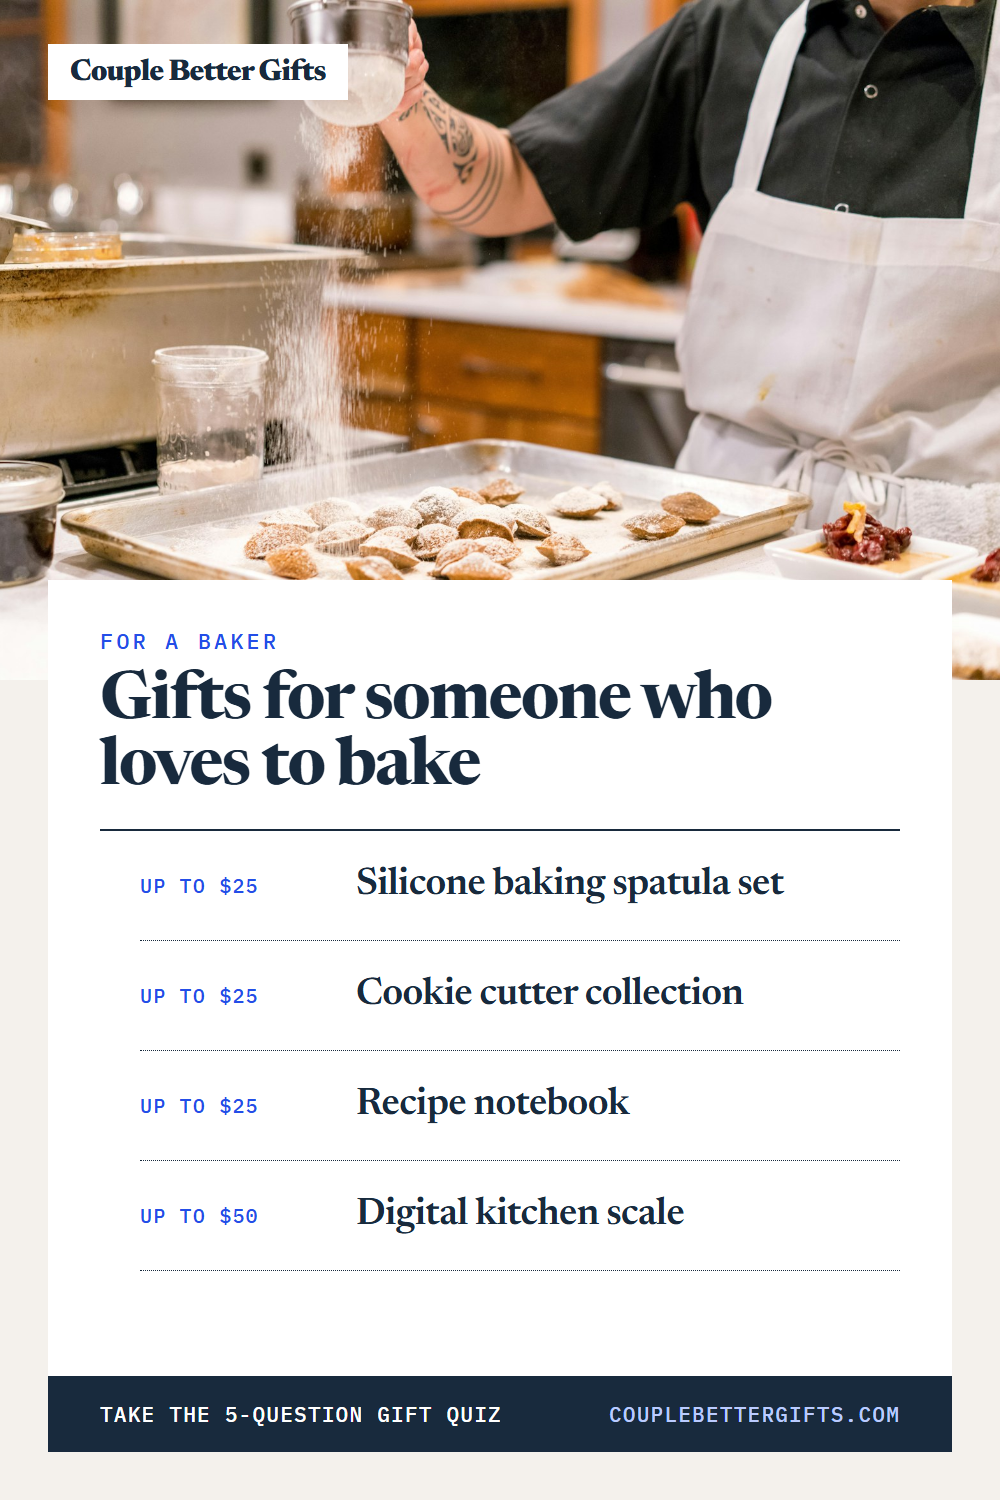 Couple Better Gifts
FOR A BAKER
Gifts for someone who
loves to bake
UP TO $25 Silicone baking spatula set
UP TO $25 Cookie cutter collection
UP TO $25 Recipe notebook
UP TO $50 Digital kitchen scale
TAKE THE 5-QUESTION GIFT QUIZ COUPLEBETTERGIFTS.COM